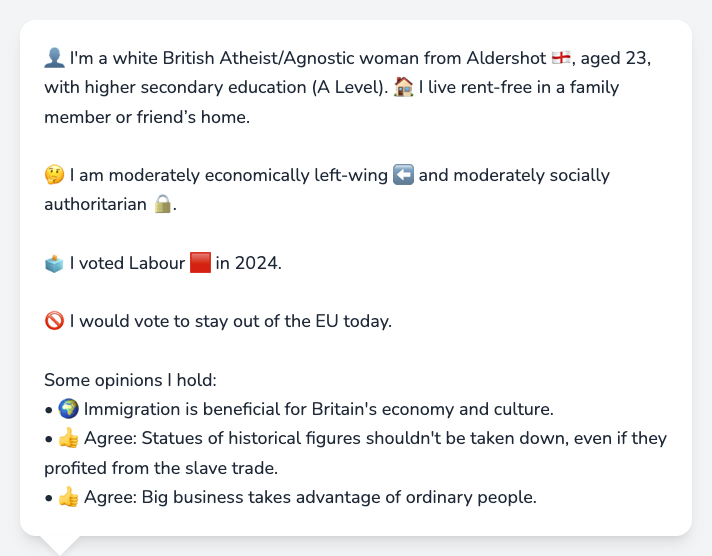 👤 I'm a white British Atheist/Agnostic woman from Aldershot 🏴󠁧󠁢󠁥󠁮󠁧󠁿, aged 23,
with higher secondary education (A Level). 🏠 I live rent-free in a family
member or friend’s home.
🤔 I am moderately economically left-wing ⬅️ and moderately socially
authoritarian 🔒.
🗳️ I voted Labour 🟥 in 2024.
🚫 I would vote to stay out of the EU today.
Some opinions I hold:
• 🌍 Immigration is beneficial for Britain's economy and culture.
• 👍 Agree: Statues of historical figures shouldn't be taken down, even if they
profited from the slave trade.
• 👍 Agree: Big business takes advantage of ordinary people.